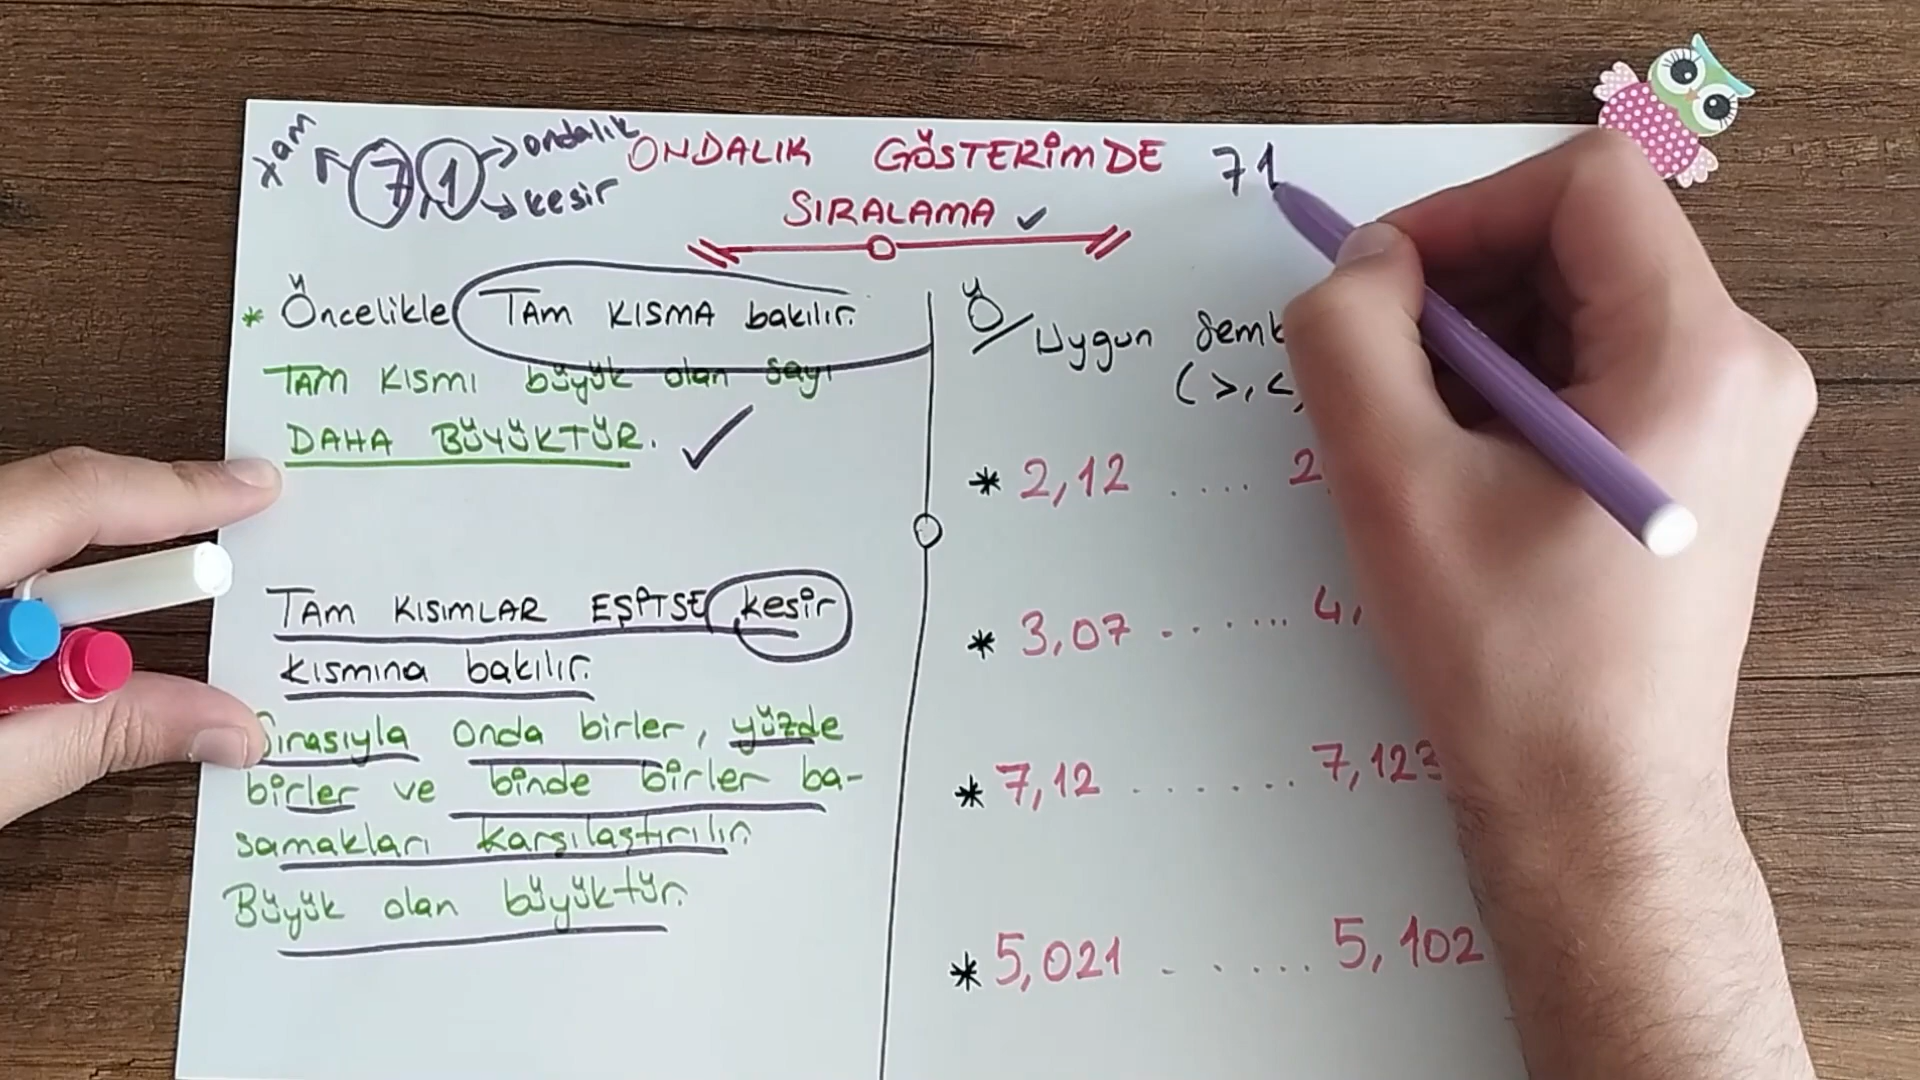 tam 7,1 ondalık
kesir
ONDALIK GÖSTERİMDE 71
SIRALAMA ✓
* Öncelikle TAM KISMA bakılır.
TAM KISMI büyük olan sayı
DAHA BÜYÜKTÜR. ✓
TAM KISIMLAR EŞİTSE kesir
kısmına bakılır.
Sırasıyla onda birler, yüzde
birler ve binde birler ba-
samakları karşılaştırılır.
Büyük olan büyüktür.
Ö/ Uygun
(>,<,
* 2,12 .... 2,
* 3,07 ....... 4,
* 7,12 ....... 7,123
* 5,021 ...... 5,102